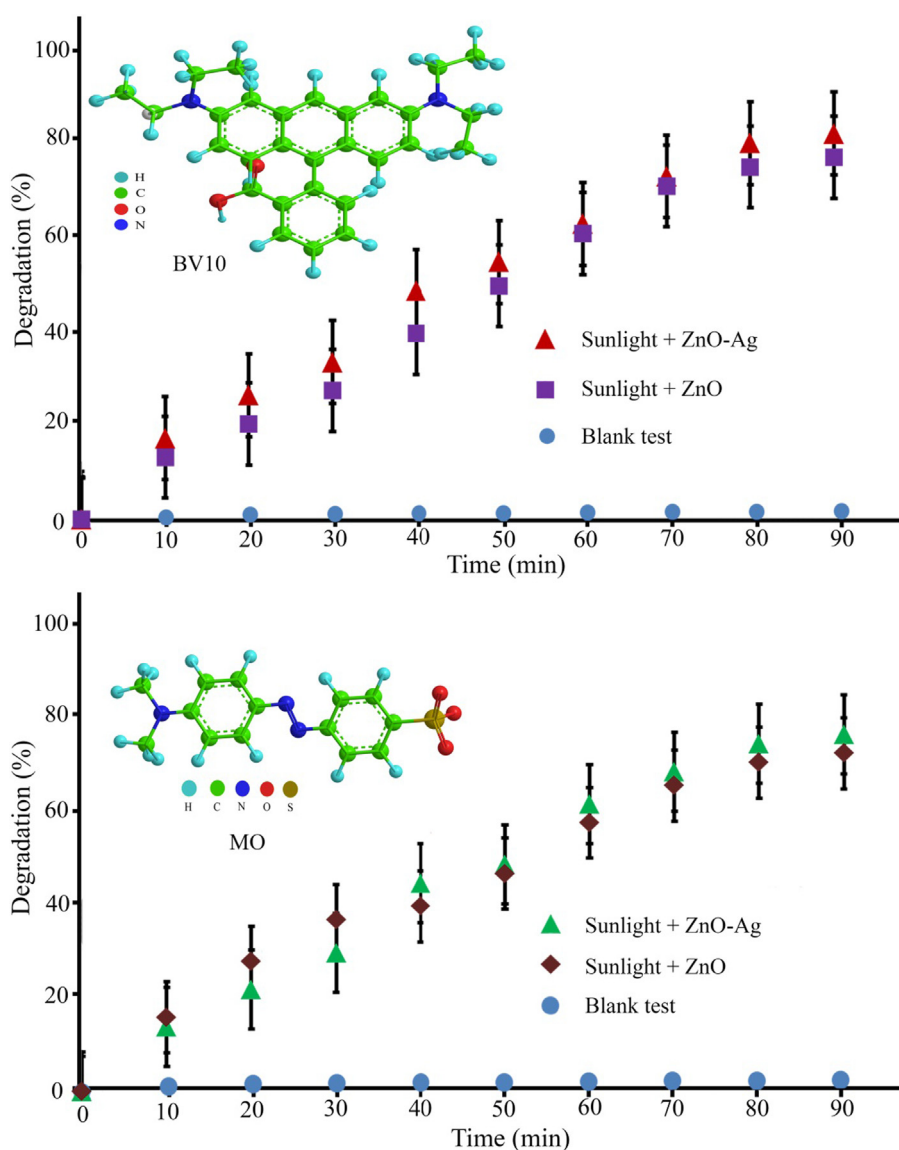 100
80
60
40
20
0
Degradation (%)
H
C
O
N
BV10
Sunlight + ZnO-Ag
Sunlight + ZnO
Blank test
0 10 20 30 40 50 60 70 80 90
Time (min)
100
80
60
40
20
0
Degradation (%)
H C N O S
MO
Sunlight + ZnO-Ag
Sunlight + ZnO
Blank test
0 10 20 30 40 50 60 70 80 90
Time (min)